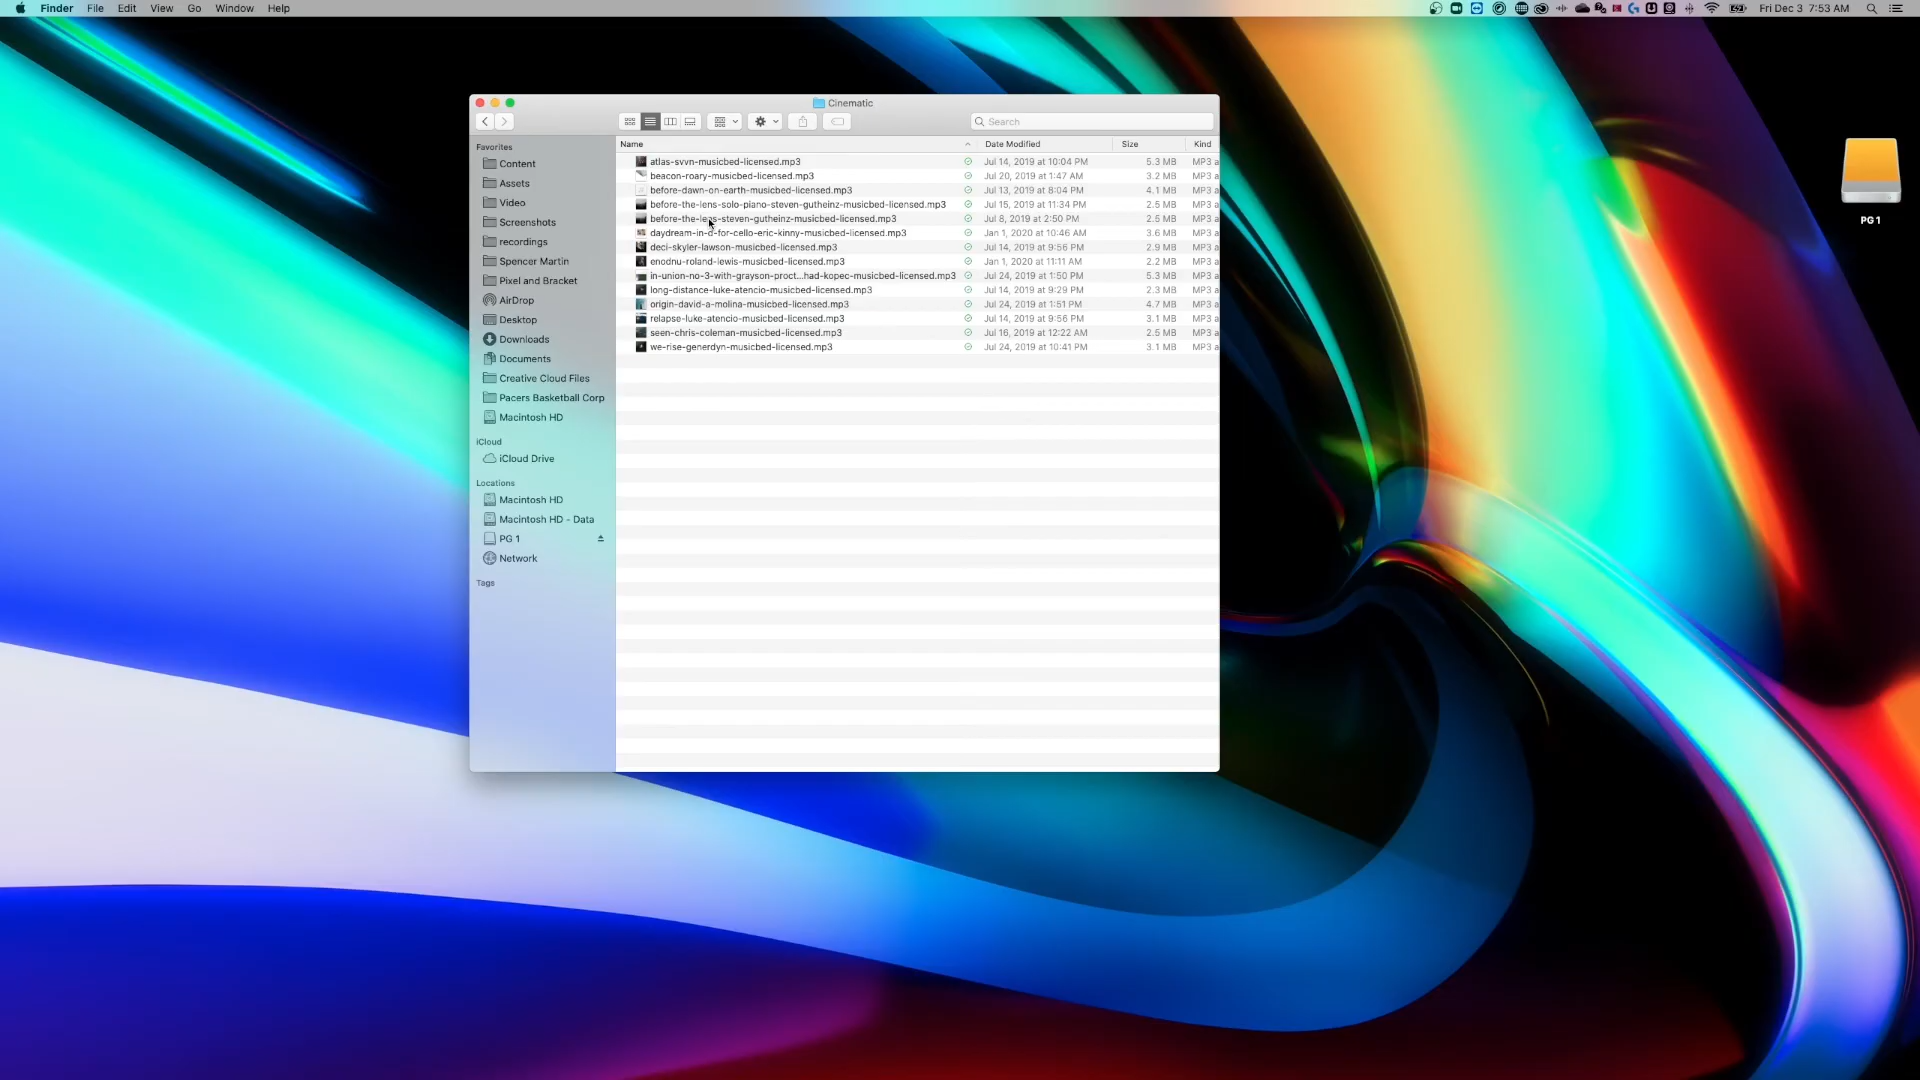 Finder File Edit View Go Window Help Fri Dec 3 7:53 AM
Cinematic
Search
Favorites
Content
Assets
Video
Screenshots
recordings
Spencer Martin
Pixel and Bracket
AirDrop
Desktop
Downloads
Documents
Creative Cloud Files
Pacers Basketball Corp
Macintosh HD
iCloud
iCloud Drive
Locations
Macintosh HD
Macintosh HD - Data
PG 1
Network
Tags
Name Date Modified Size Kind
atlas-svvn-musicbed-licensed.mp3 Jul 14, 2019 at 10:04 PM 5.3 MB MP3 a
beacon-roary-musicbed-licensed.mp3 Jul 20, 2019 at 1:47 AM 3.2 MB MP3 a
before-dawn-on-earth-musicbed-licensed.mp3 Jul 13, 2019 at 8:04 PM 4.1 MB MP3 a
before-the-lens-solo-piano-steven-gutheinz-musicbed-licensed.mp3 Jul 15, 2019 at 11:34 PM 2.5 MB MP3 a
before-the-lens-steven-gutheinz-musicbed-licensed.mp3 Jul 8, 2019 at 2:50 PM 2.5 MB MP3 a
daydream-in-d-for-cello-eric-kinny-musicbed-licensed.mp3 Jan 1, 2020 at 10:46 AM 3.6 MB MP3 a
deci-skyler-lawson-musicbed-licensed.mp3 Jul 14, 2019 at 9:56 PM 2.9 MB MP3 a
enodnu-roland-lewis-musicbed-licensed.mp3 Jan 1, 2020 at 11:11 AM 2.2 MB MP3 a
in-union-no-3-with-grayson-proct...had-kopec-musicbed-licensed.mp3 Jul 24, 2019 at 1:50 PM 5.3 MB MP3 a
long-distance-luke-atencio-musicbed-licensed.mp3 Jul 14, 2019 at 9:29 PM 2.3 MB MP3 a
origin-david-a-molina-musicbed-licensed.mp3 Jul 24, 2019 at 1:51 PM 4.7 MB MP3 a
relapse-luke-atencio-musicbed-licensed.mp3 Jul 14, 2019 at 9:56 PM 3.1 MB MP3 a
seen-chris-coleman-musicbed-licensed.mp3 Jul 16, 2019 at 12:22 AM 2.5 MB MP3 a
we-rise-generdyn-musicbed-licensed.mp3 Jul 24, 2019 at 10:41 PM 3.1 MB MP3 a
PG 1